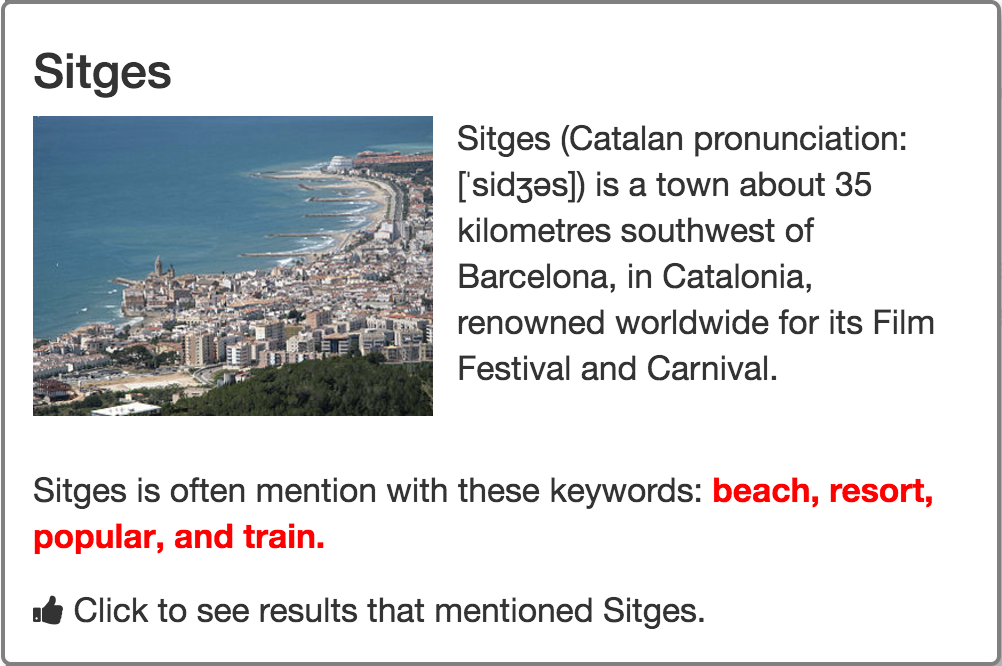 Sitges
Sitges (Catalan pronunciation:
[ˈsidʒəs]) is a town about 35
kilometres southwest of
Barcelona, in Catalonia,
renowned worldwide for its Film
Festival and Carnival.
Sitges is often mention with these keywords: beach, resort,
popular, and train.
Click to see results that mentioned Sitges.